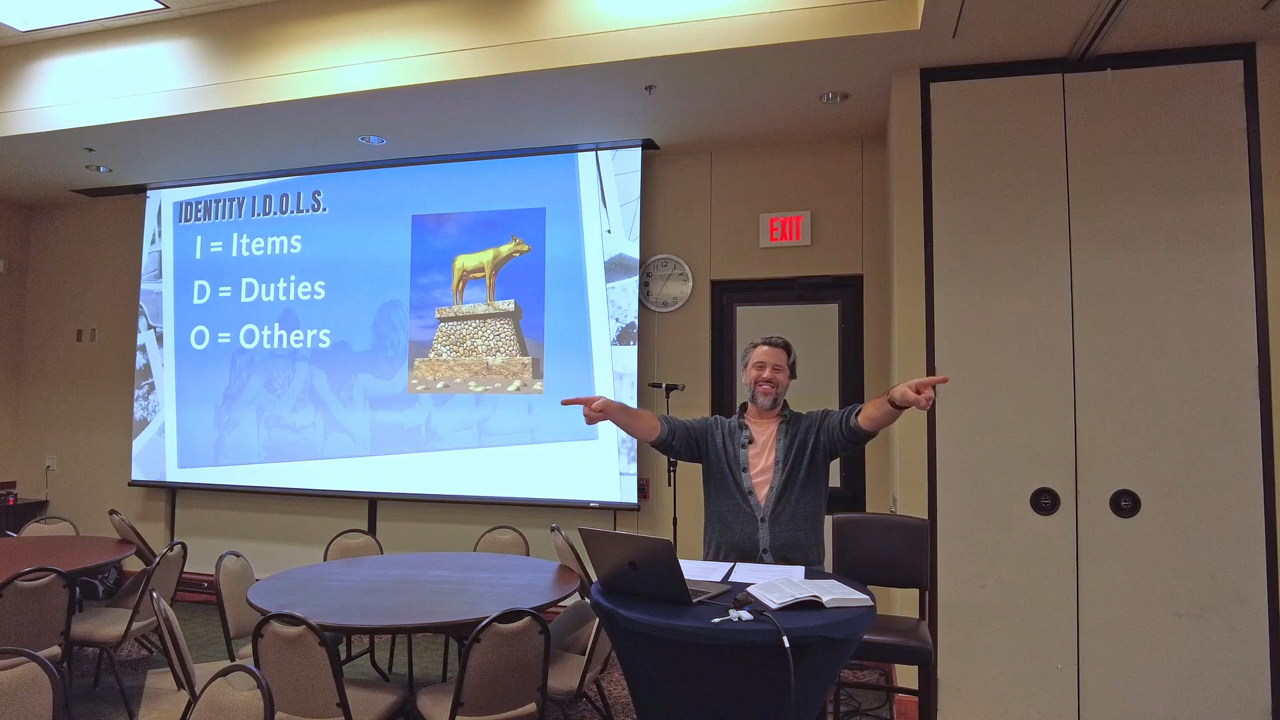 IDENTITY I.D.O.L.S.
I = Items
D = Duties
O = Others
EXIT